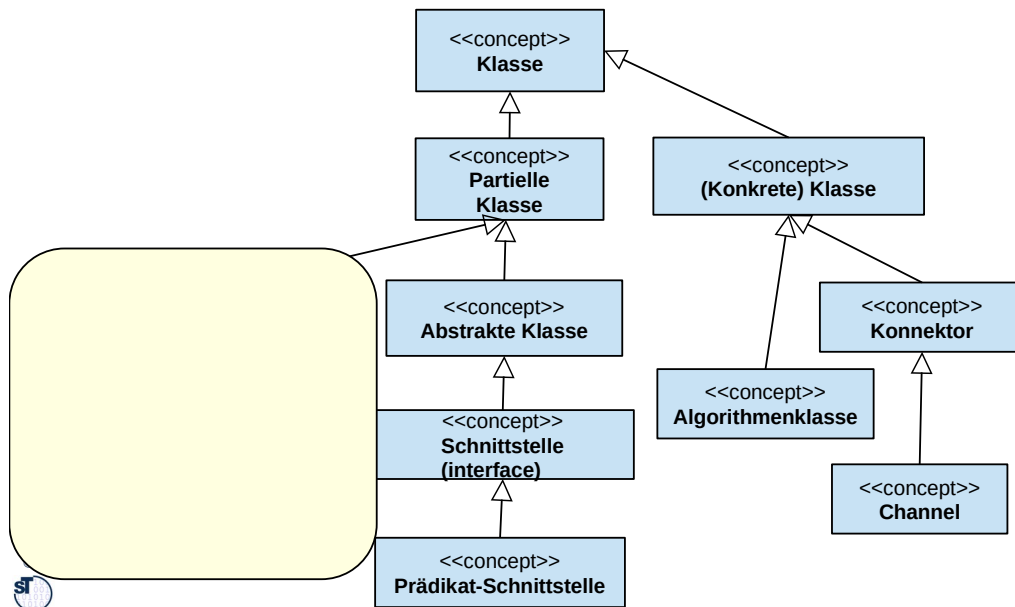 <<concept>>
Klasse
<<concept>>
Partielle
Klasse
<<concept>>
(Konkrete) Klasse
<<concept>>
Abstrakte Klasse
<<concept>>
Konnektor
<<concept>>
Algorithmenklasse
<<concept>>
Schnittstelle
(interface)
<<concept>>
Channel
<<concept>>
Prädikat-Schnittstelle
ST